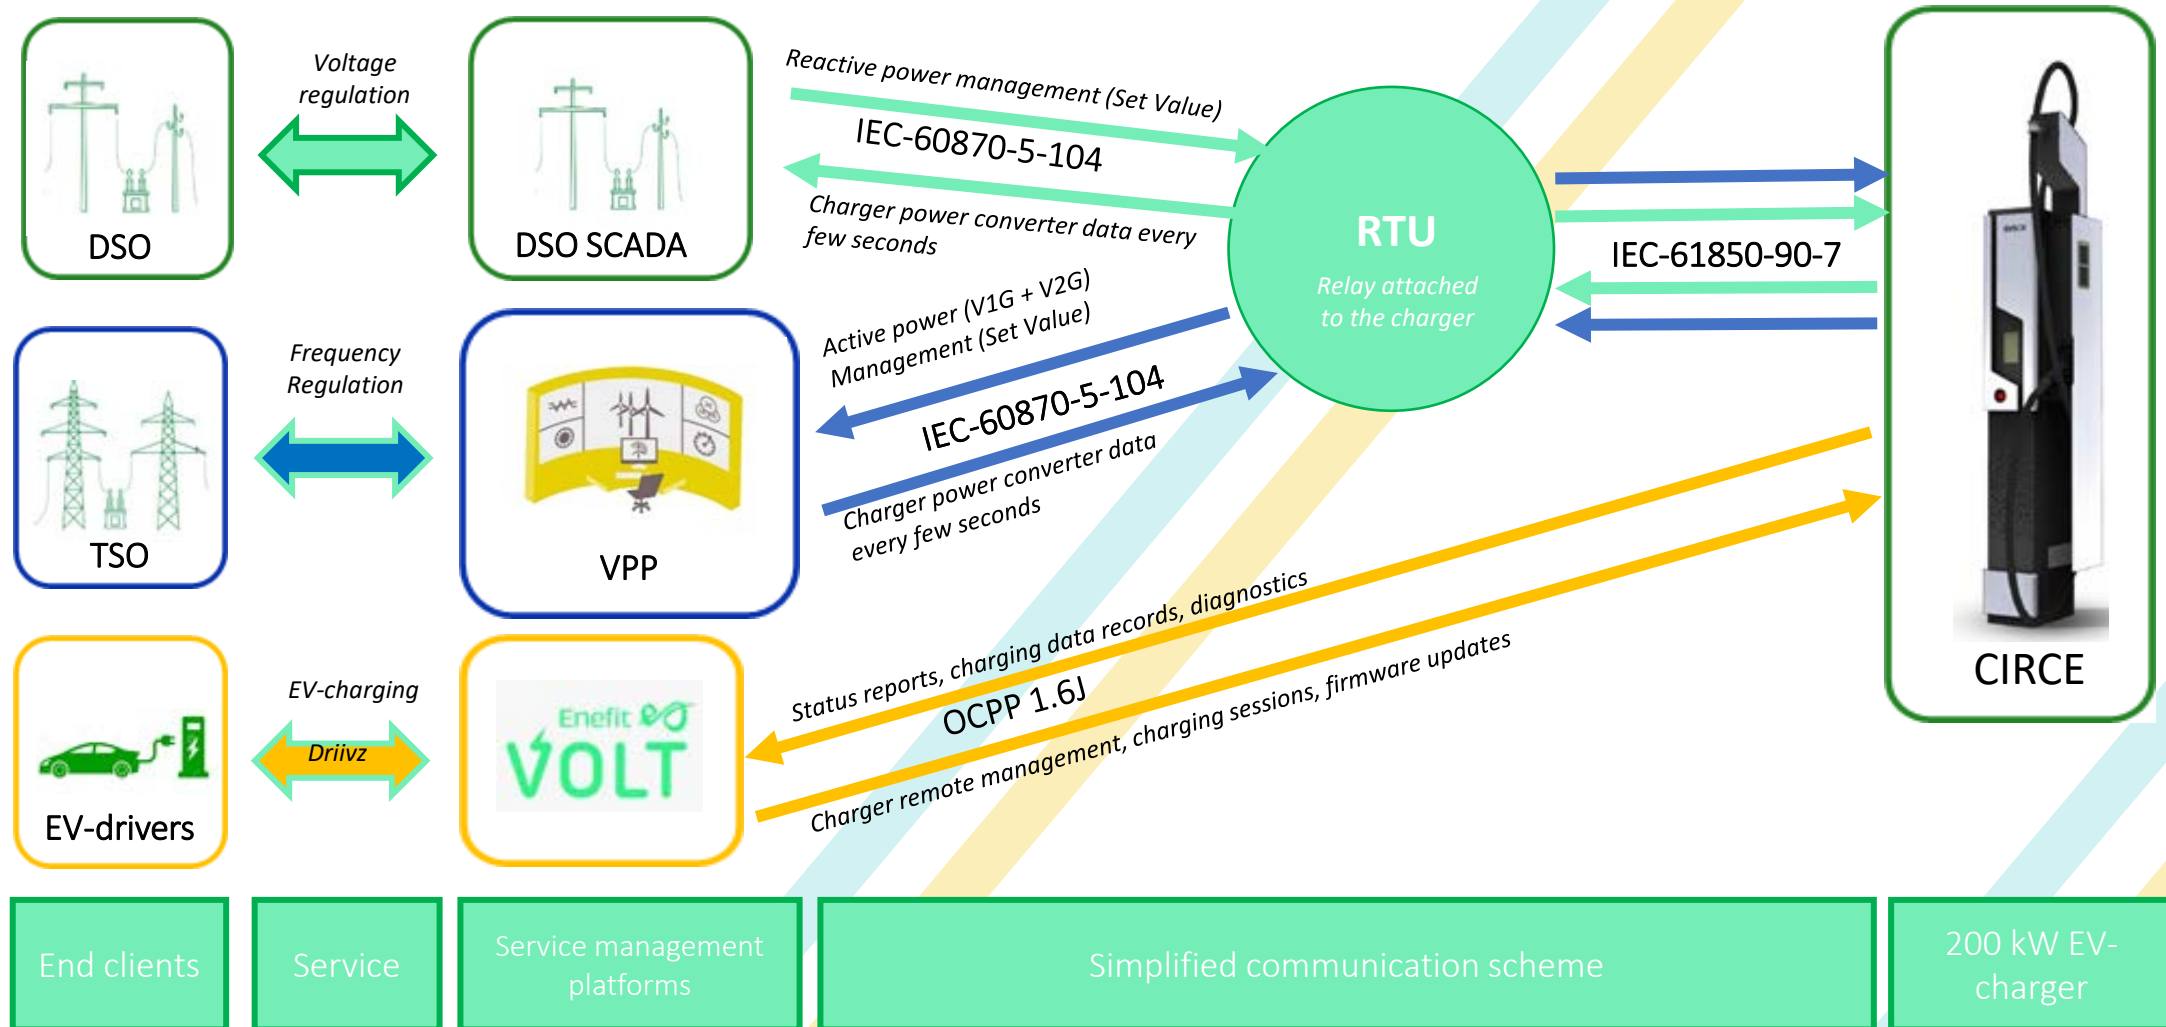 Voltage
regulation
DSO
DSO SCADA
Reactive power management (Set Value)
IEC-60870-5-104
Charger power converter data every
few seconds
RTU
Relay attached
to the charger
IEC-61850-90-7
CIRCE
Frequency
Regulation
TSO
VPP
Active power (V1G + V2G)
Management (Set Value)
IEC-60870-5-104
Charger power converter data
every few seconds
EV-charging
Driivz
EV-drivers
Enefit
VOLT
Status reports, charging data records, diagnostics
OCPP 1.6J
Charger remote management, charging sessions, firmware updates
End clients
Service
Service management
platforms
Simplified communication scheme
200 kW EV-
charger